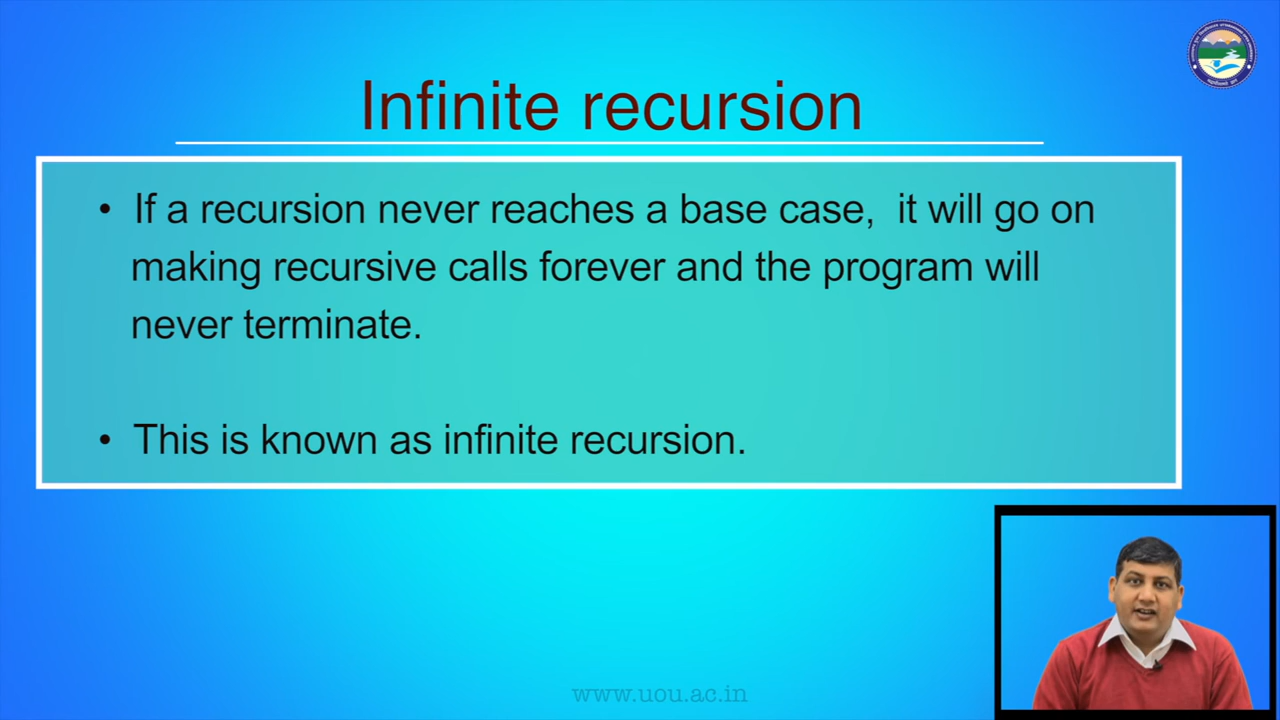 Infinite recursion
• If a recursion never reaches a base case, it will go on
making recursive calls forever and the program will
never terminate.
• This is known as infinite recursion.
www.uou.ac.in